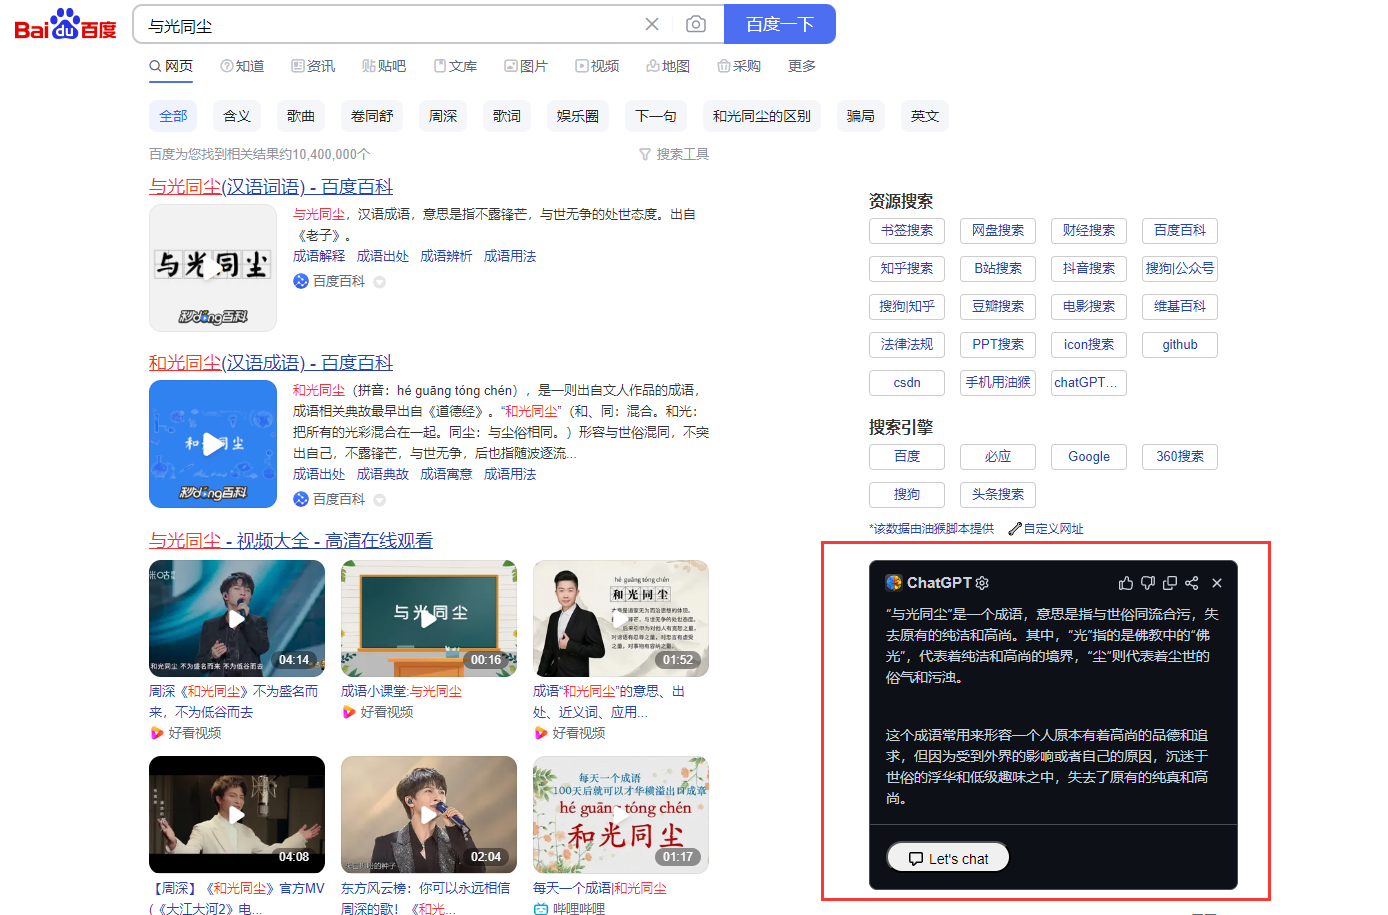 Bai du 百度
与光同尘
百度一下
网页 知道 资讯 贴吧 文库 图片 视频 地图 采购 更多
全部 含义 歌曲 卷同舒 周深 歌词 娱乐圈 下一句 和光同尘的区别 骗局 英文
百度为您找到相关结果约10,400,000个
搜索工具
与光同尘(汉语词语) - 百度百科
与光同尘
秒dong百科
与光同尘，汉语成语，意思是指不露锋芒，与世无争的处世态度。出自
《老子》。
成语解释 成语出处 成语辨析 成语用法
百度百科
和光同尘(汉语成语) - 百度百科
秒dong百科
和光同尘（拼音：hé guāng tóng chén），是一则出自文人作品的成语，
成语相关典故最早出自《道德经》。“和光同尘”（和、同：混合。和光：
把所有的光彩混合在一起。同尘：与尘俗相同。）形容与世俗混同，不突
出自己，不露锋芒，与世无争，后也指随波逐流...
成语出处 成语典故 成语寓意 成语用法
百度百科
与光同尘 - 视频大全 - 高清在线观看
咪咕
和光同尘 不为盛名而来 不为低谷而去
04:14
周深《和光同尘》不为盛名而
来，不为低谷而去
好看视频
与光同尘
00:16
成语小课堂:与光同尘
好看视频
hé guāng tóng chén
和光同尘
01:52
成语“和光同尘”的意思、出
处、近义词、应用...
好看视频
04:08
【周深】《和光同尘》官方MV
(《大江大河2》电...
02:04
东方风云榜：你可以永远相信
周深的歌！《和光...
每天一个成语
100天后就可以才华横溢出口成章
hé guāng tóng chén
和光同尘
01:17
每天一个成语|和光同尘
哔哩哔哩
资源搜索
书签搜索 网盘搜索 财经搜索 百度百科
知乎搜索 B站搜索 抖音搜索 搜狗|公众号
搜狗|知乎 豆瓣搜索 电影搜索 维基百科
法律法规 PPT搜索 icon搜索 github
csdn 手机用油猴 chatGPT...
搜索引擎
百度 必应 Google 360搜索
搜狗 头条搜索
*该数据由油猴脚本提供 自定义网址
ChatGPT
“与光同尘”是一个成语，意思是指与世俗同流合污，失
去原有的纯洁和高尚。其中，“光”指的是佛教中的“佛
光”，代表着纯洁和高尚的境界，“尘”则代表着尘世的
俗气和污浊。
这个成语常用来形容一个人原本有着高尚的品德和追
求，但因为受到外界的影响或者自己的原因，沉迷于
世俗的浮华和低级趣味之中，失去了原有的纯真和高
尚。
Let's chat